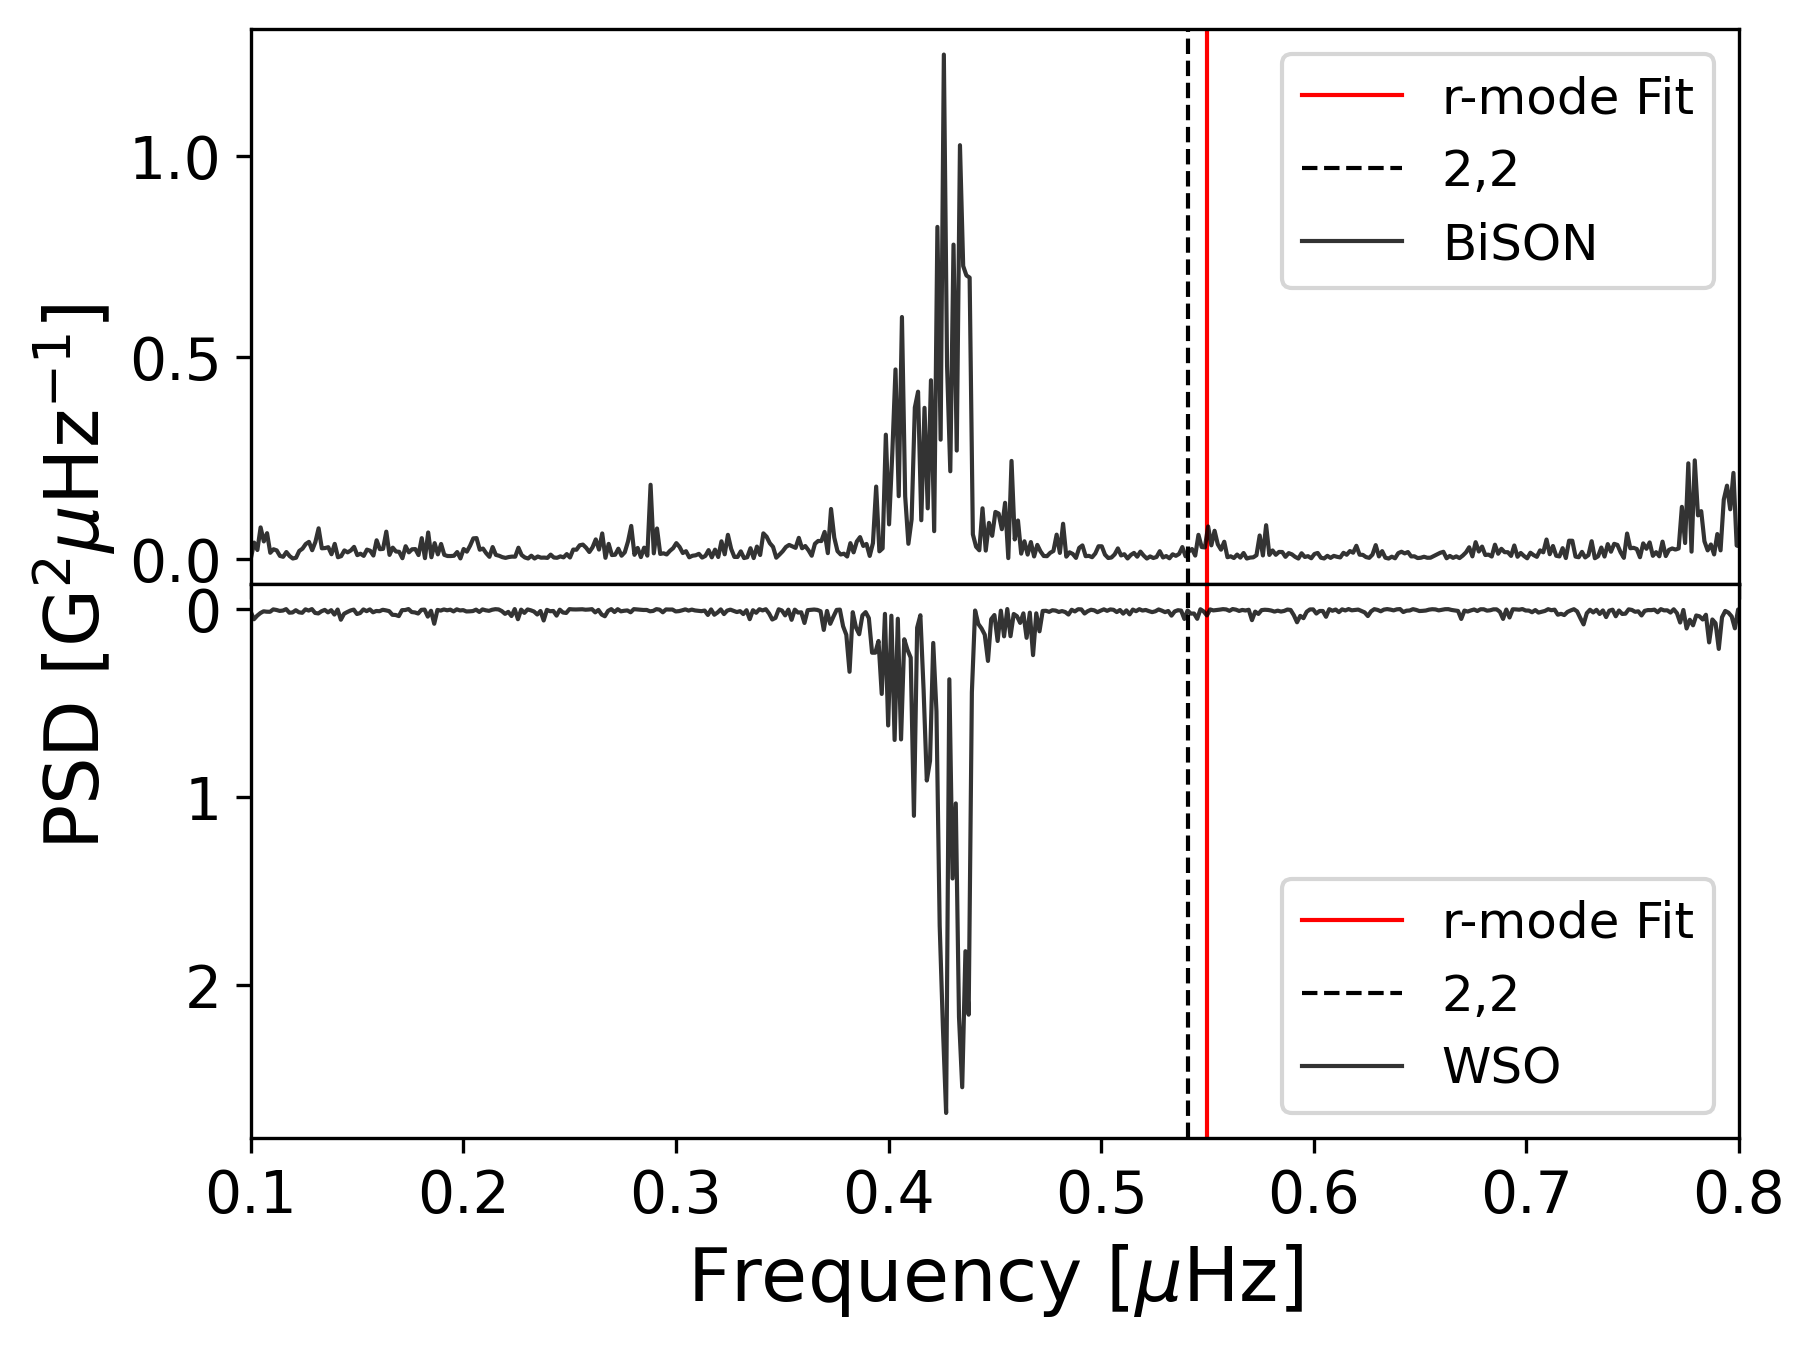 r-mode Fit
2,2
BiSON
1.0
0.5
0.0
PSD [G²μHz⁻¹]
0
1
2
r-mode Fit
2,2
WSO
0.1 0.2 0.3 0.4 0.5 0.6 0.7 0.8
Frequency [μHz]